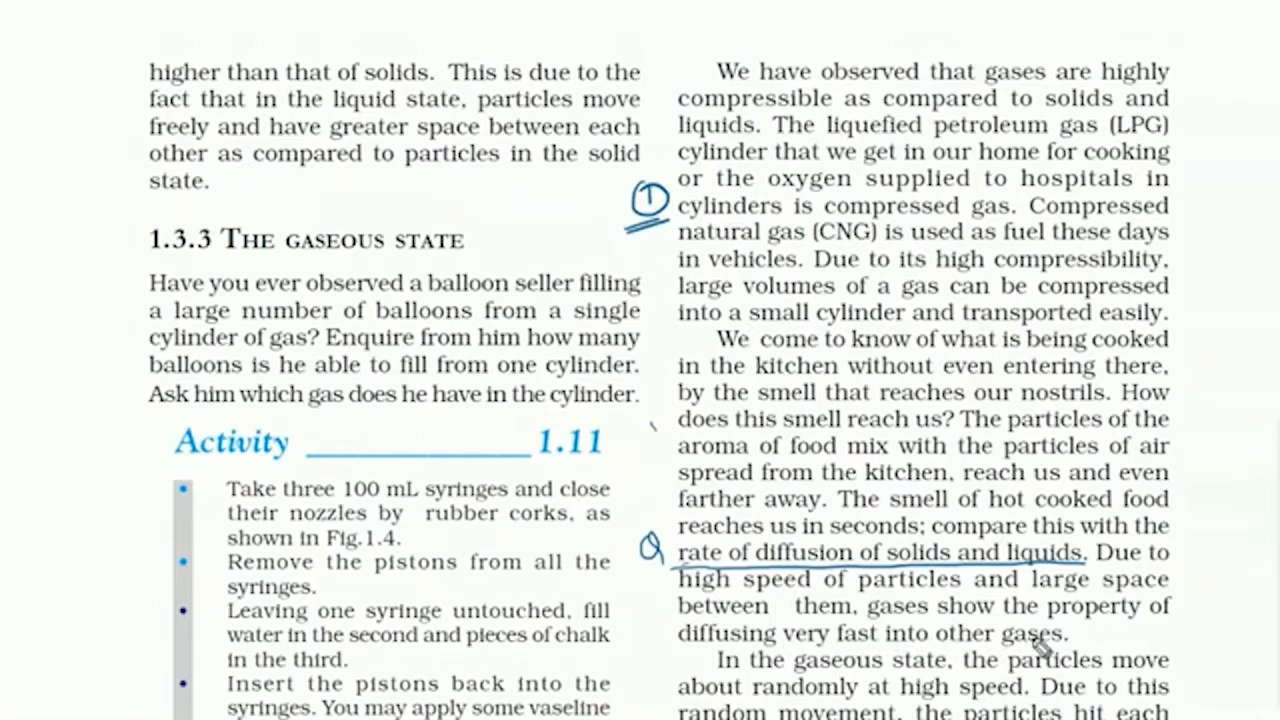 higher than that of solids. This is due to the
fact that in the liquid state, particles move
freely and have greater space between each
other as compared to particles in the solid
state.
1.3.3 THE GASEOUS STATE
Have you ever observed a balloon seller filling
a large number of balloons from a single
cylinder of gas? Enquire from him how many
balloons is he able to fill from one cylinder.
Ask him which gas does he have in the cylinder.
Activity ____________ 1.11
• Take three 100 mL syringes and close
their nozzles by rubber corks, as
shown in Fig.1.4.
• Remove the pistons from all the
syringes.
• Leaving one syringe untouched, fill
water in the second and pieces of chalk
in the third.
• Insert the pistons back into the
syringes. You may apply some vaseline
We have observed that gases are highly
compressible as compared to solids and
liquids. The liquefied petroleum gas (LPG)
cylinder that we get in our home for cooking
or the oxygen supplied to hospitals in
① cylinders is compressed gas. Compressed
natural gas (CNG) is used as fuel these days
in vehicles. Due to its high compressibility,
large volumes of a gas can be compressed
into a small cylinder and transported easily.
We come to know of what is being cooked
in the kitchen without even entering there,
by the smell that reaches our nostrils. How
does this smell reach us? The particles of the
aroma of food mix with the particles of air
spread from the kitchen, reach us and even
farther away. The smell of hot cooked food
reaches us in seconds; compare this with the
rate of diffusion of solids and liquids. Due to
high speed of particles and large space
between them, gases show the property of
diffusing very fast into other gases.
In the gaseous state, the particles move
about randomly at high speed. Due to this
random movement, the particles hit each